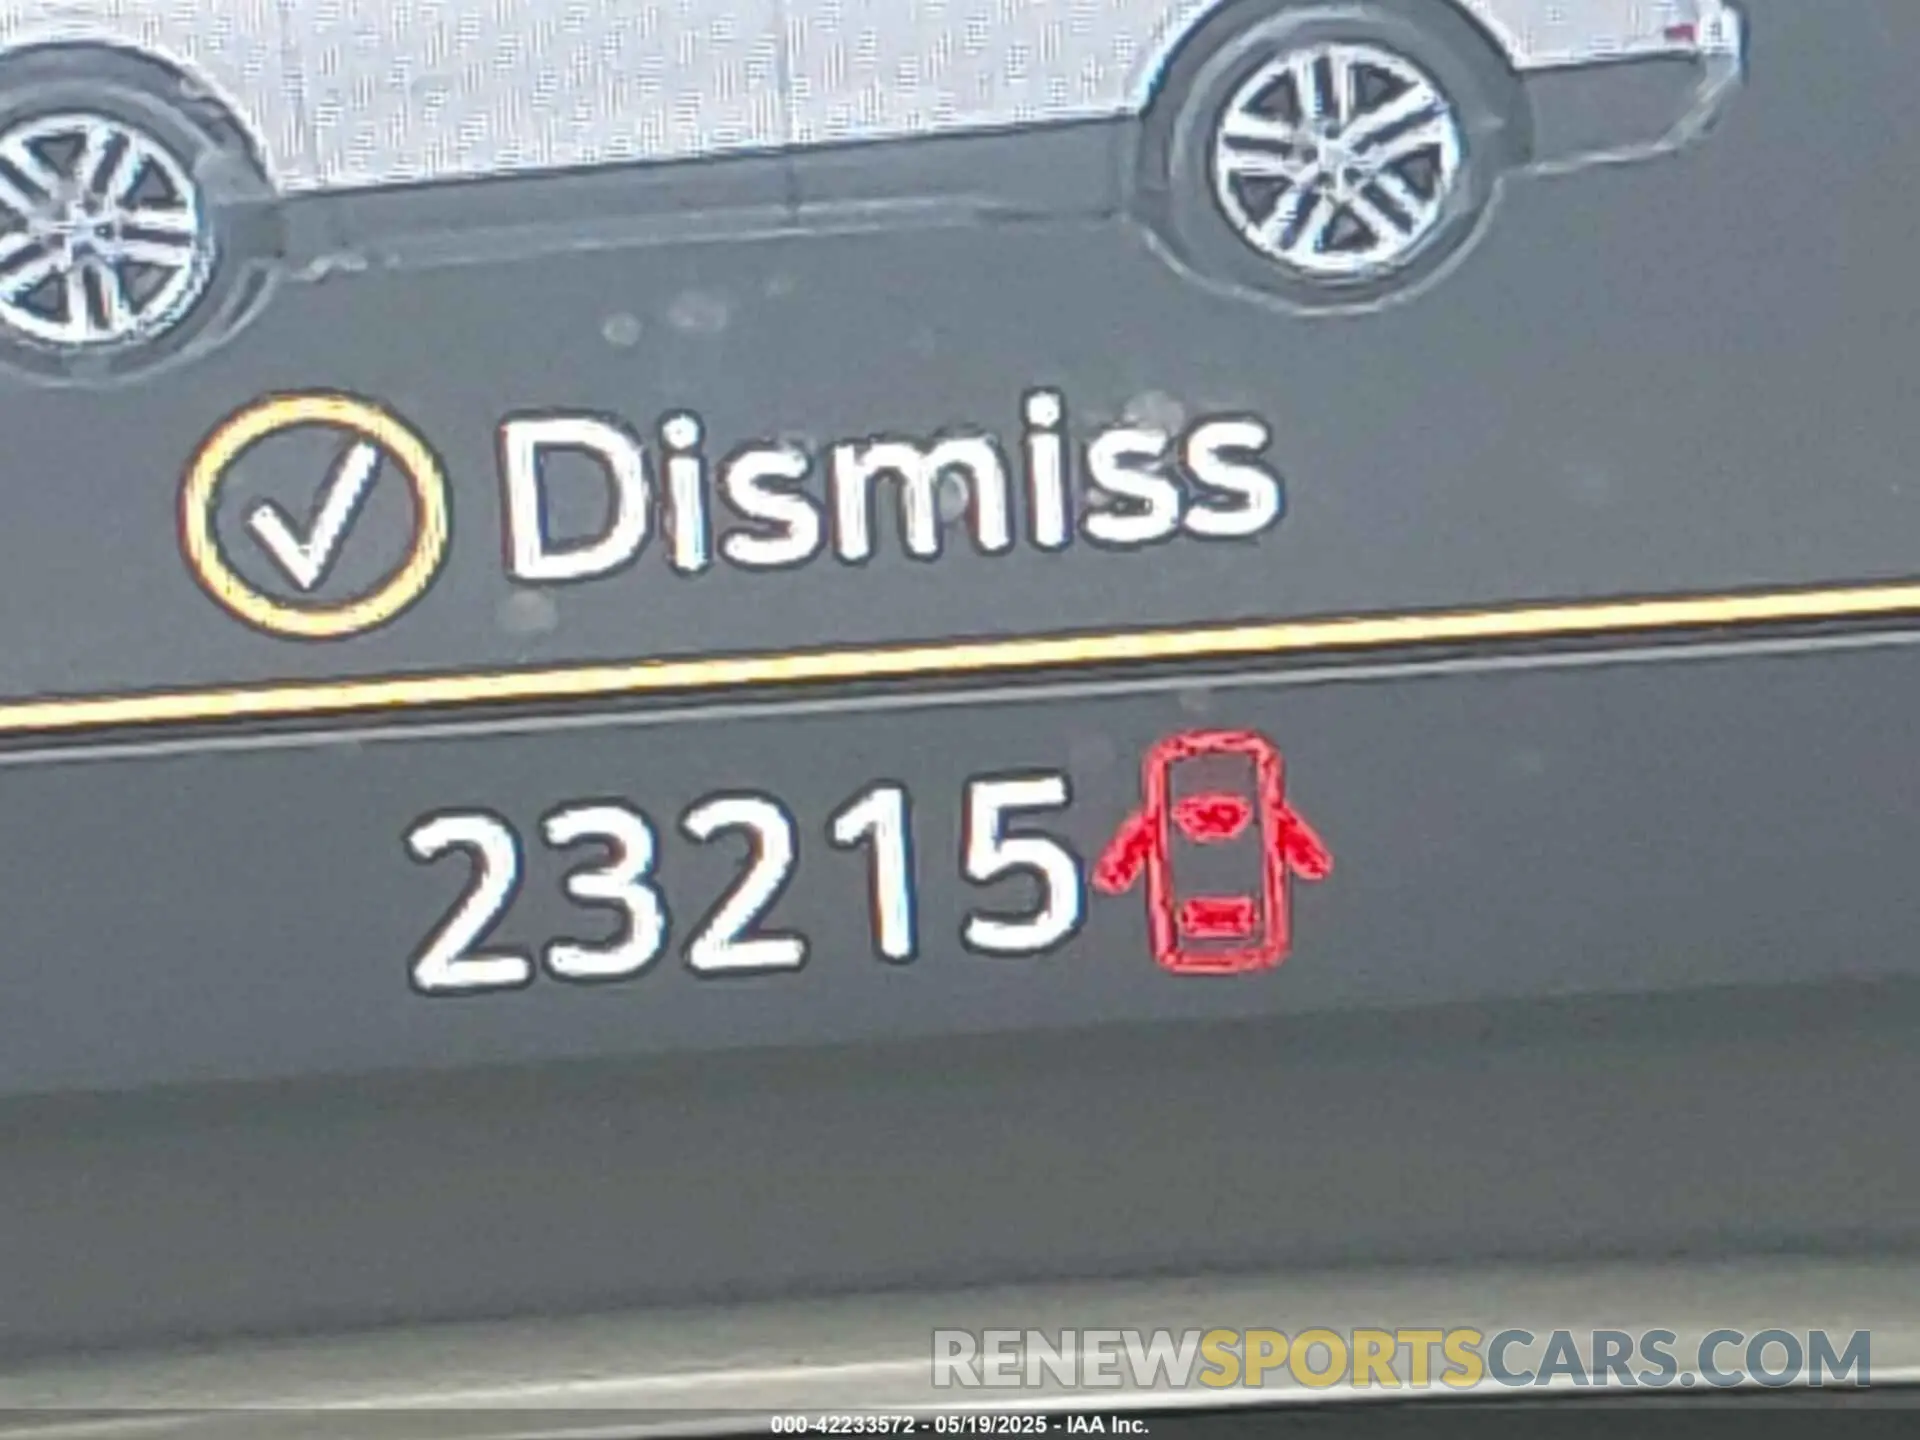 Dismiss
23215
RENEWSPORTSCARS.COM
000-42233572 - 05/19/2025 - IAA Inc.